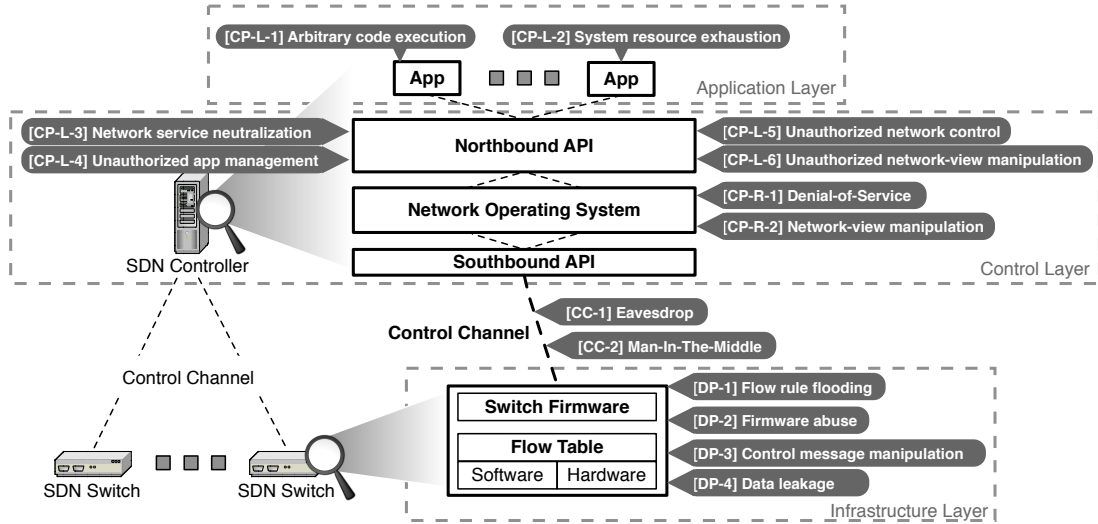 [CP-L-1] Arbitrary code execution
[CP-L-2] System resource exhaustion
App
App
Application Layer
[CP-L-3] Network service neutralization
[CP-L-4] Unauthorized app management
Northbound API
[CP-L-5] Unauthorized network control
[CP-L-6] Unauthorized network-view manipulation
Network Operating System
[CP-R-1] Denial-of-Service
[CP-R-2] Network-view manipulation
SDN Controller
Southbound API
Control Layer
[CC-1] Eavesdrop
Control Channel
[CC-2] Man-In-The-Middle
Control Channel
[DP-1] Flow rule flooding
Switch Firmware
[DP-2] Firmware abuse
Flow Table
[DP-3] Control message manipulation
Software
Hardware
[DP-4] Data leakage
SDN Switch
SDN Switch
Infrastructure Layer